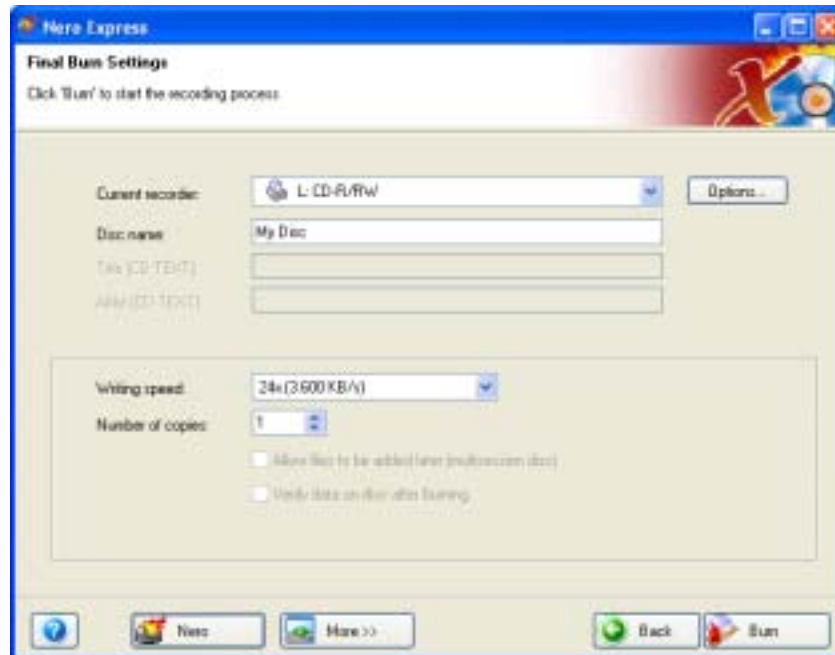 Nero Express
Final Burn Settings
Click 'Burn' to start the recording process
Current recorder: L: CD-R/RW Options...
Disc name: My Disc
Title (CD TEXT):
Artist (CD TEXT):
Writing speed: 24x (3.600 KB/s)
Number of copies: 1
Allow files to be added later (multisession disc)
Verify data on disc after burning
Nero More >> Back Burn